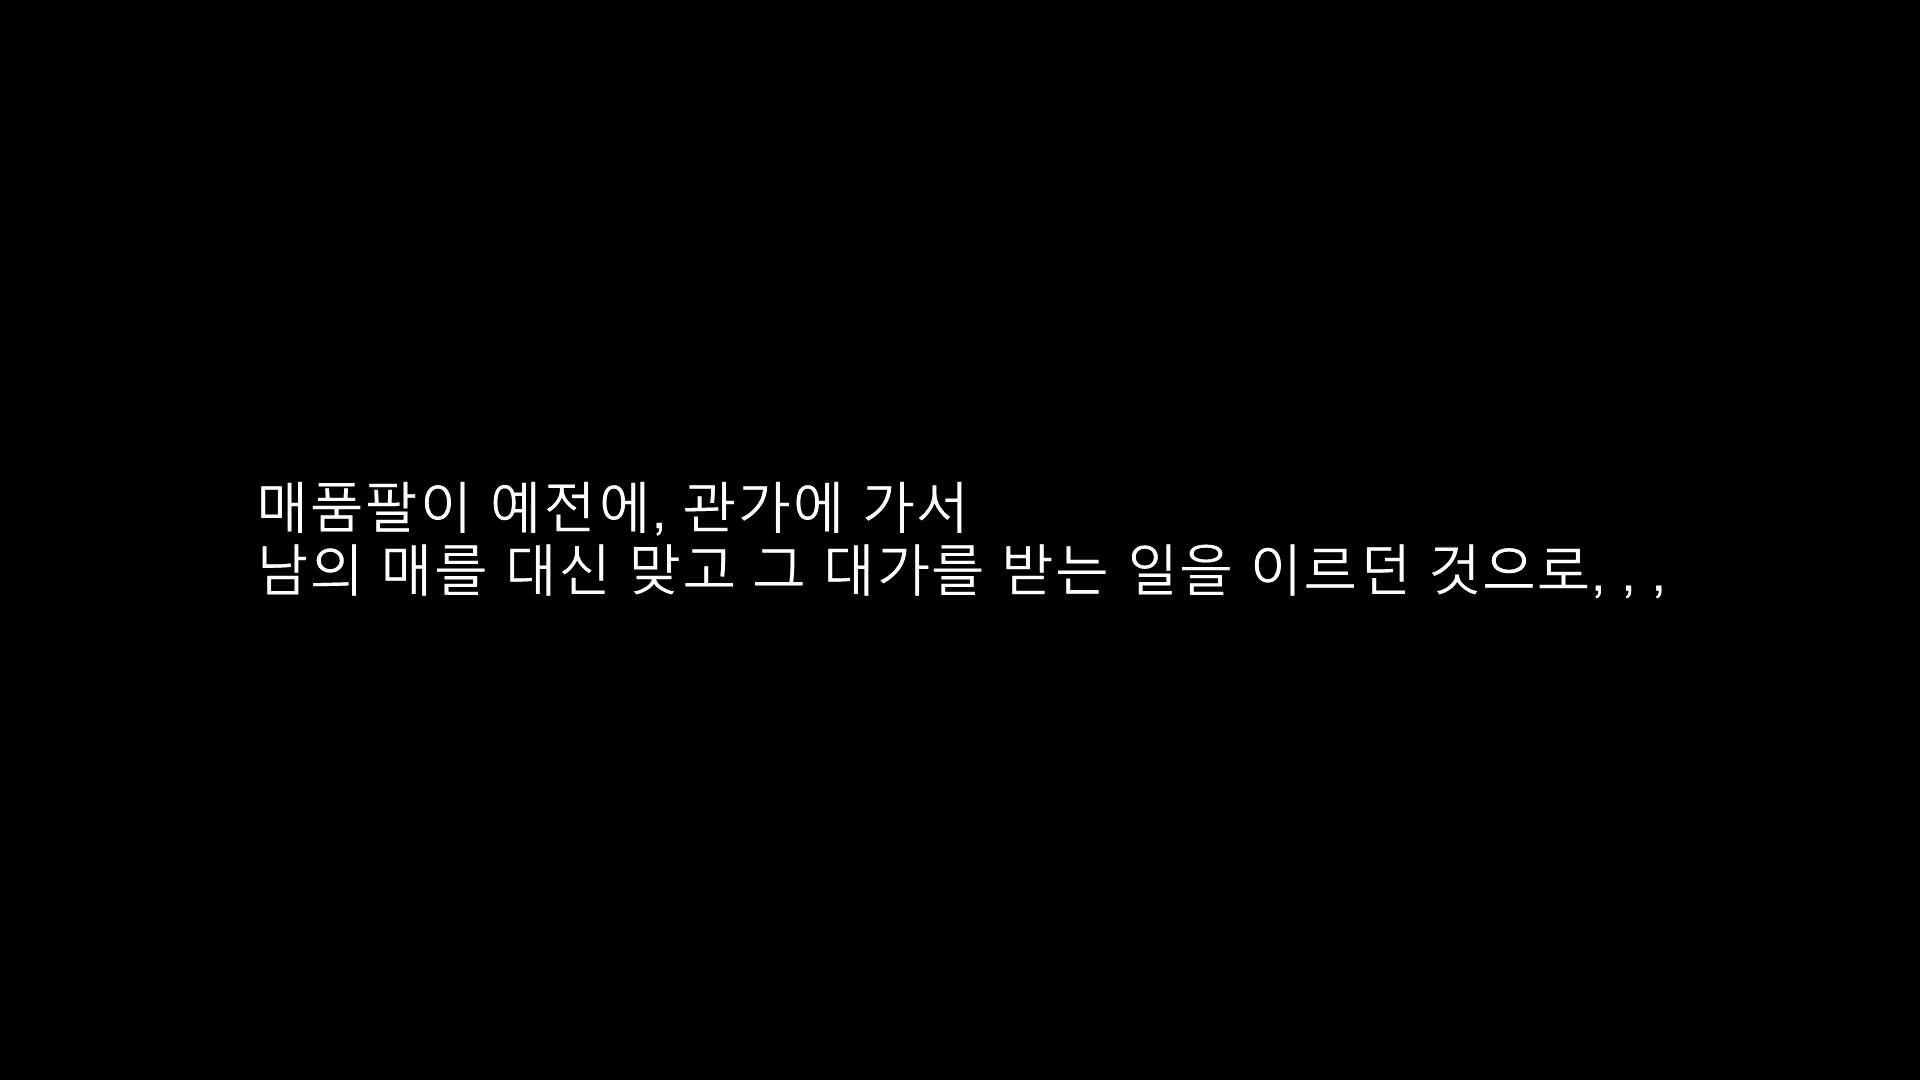 매품팔이 예전에, 관가에 가서
남의 매를 대신 맞고 그 대가를 받는 일을 이르던 것으로, , ,